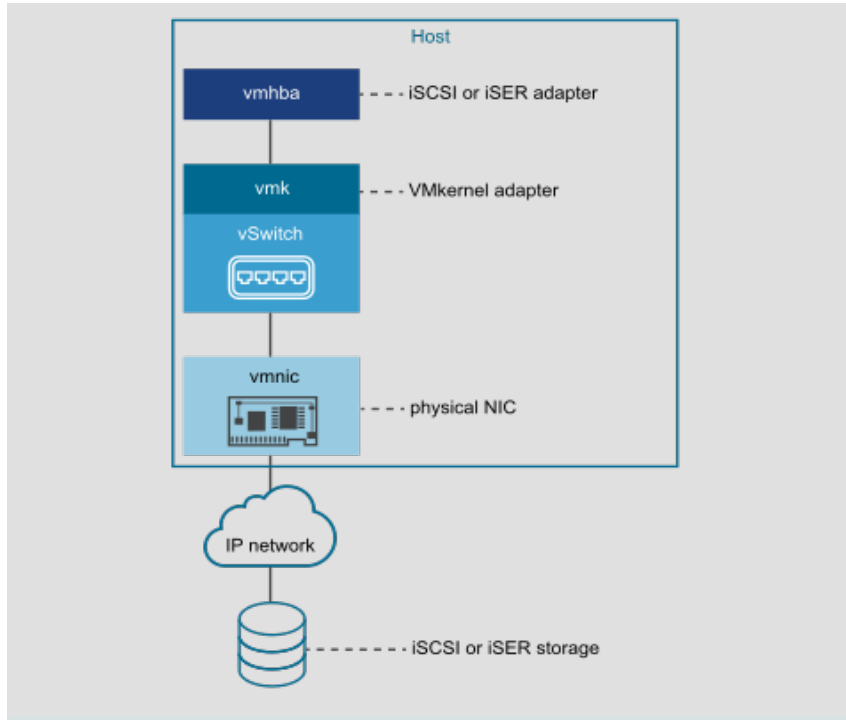 Host
vmhba
iSCSI or iSER adapter
vmk
VMkernel adapter
vSwitch
vmnic
physical NIC
IP network
iSCSI or iSER storage